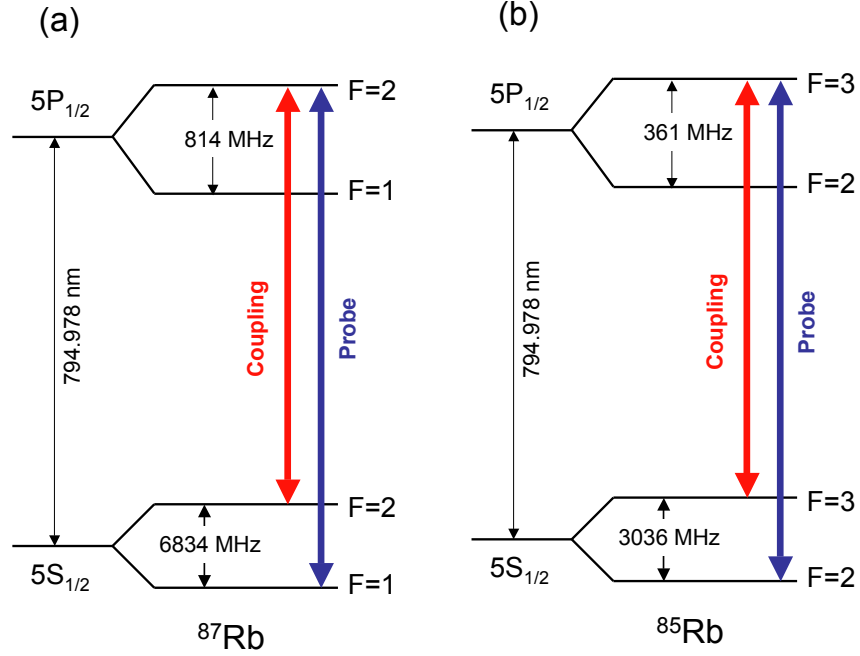 (a)
5P1/2
F=2
814 MHz
F=1
794.978 nm
Coupling
Probe
F=2
6834 MHz
5S1/2
F=1
87Rb
(b)
5P1/2
F=3
361 MHz
F=2
794.978 nm
Coupling
Probe
F=3
3036 MHz
5S1/2
F=2
85Rb